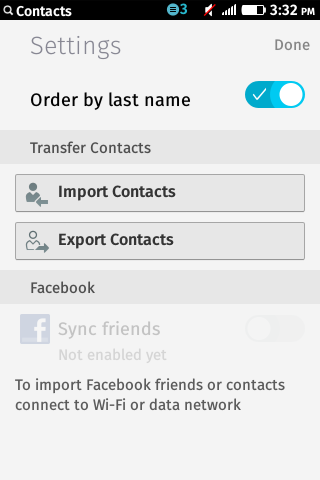 Contacts 3 3:32 PM
Settings Done
Order by last name
Transfer Contacts
Import Contacts
Export Contacts
Facebook
f Sync friends
Not enabled yet
To import Facebook friends or contacts
connect to Wi-Fi or data network